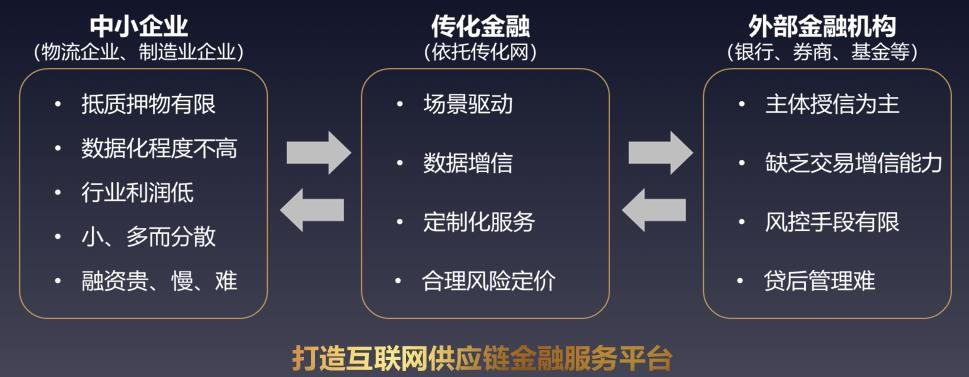 中小企业
（物流企业、制造业企业）
• 抵质押物有限
• 数据化程度不高
• 行业利润低
• 小、多而分散
• 融资贵、慢、难
传化金融
（依托传化网）
• 场景驱动
• 数据增信
• 定制化服务
• 合理风险定价
外部金融机构
（银行、券商、基金等）
• 主体授信为主
• 缺乏交易增信能力
• 风控手段有限
• 贷后管理难
打造互联网供应链金融服务平台